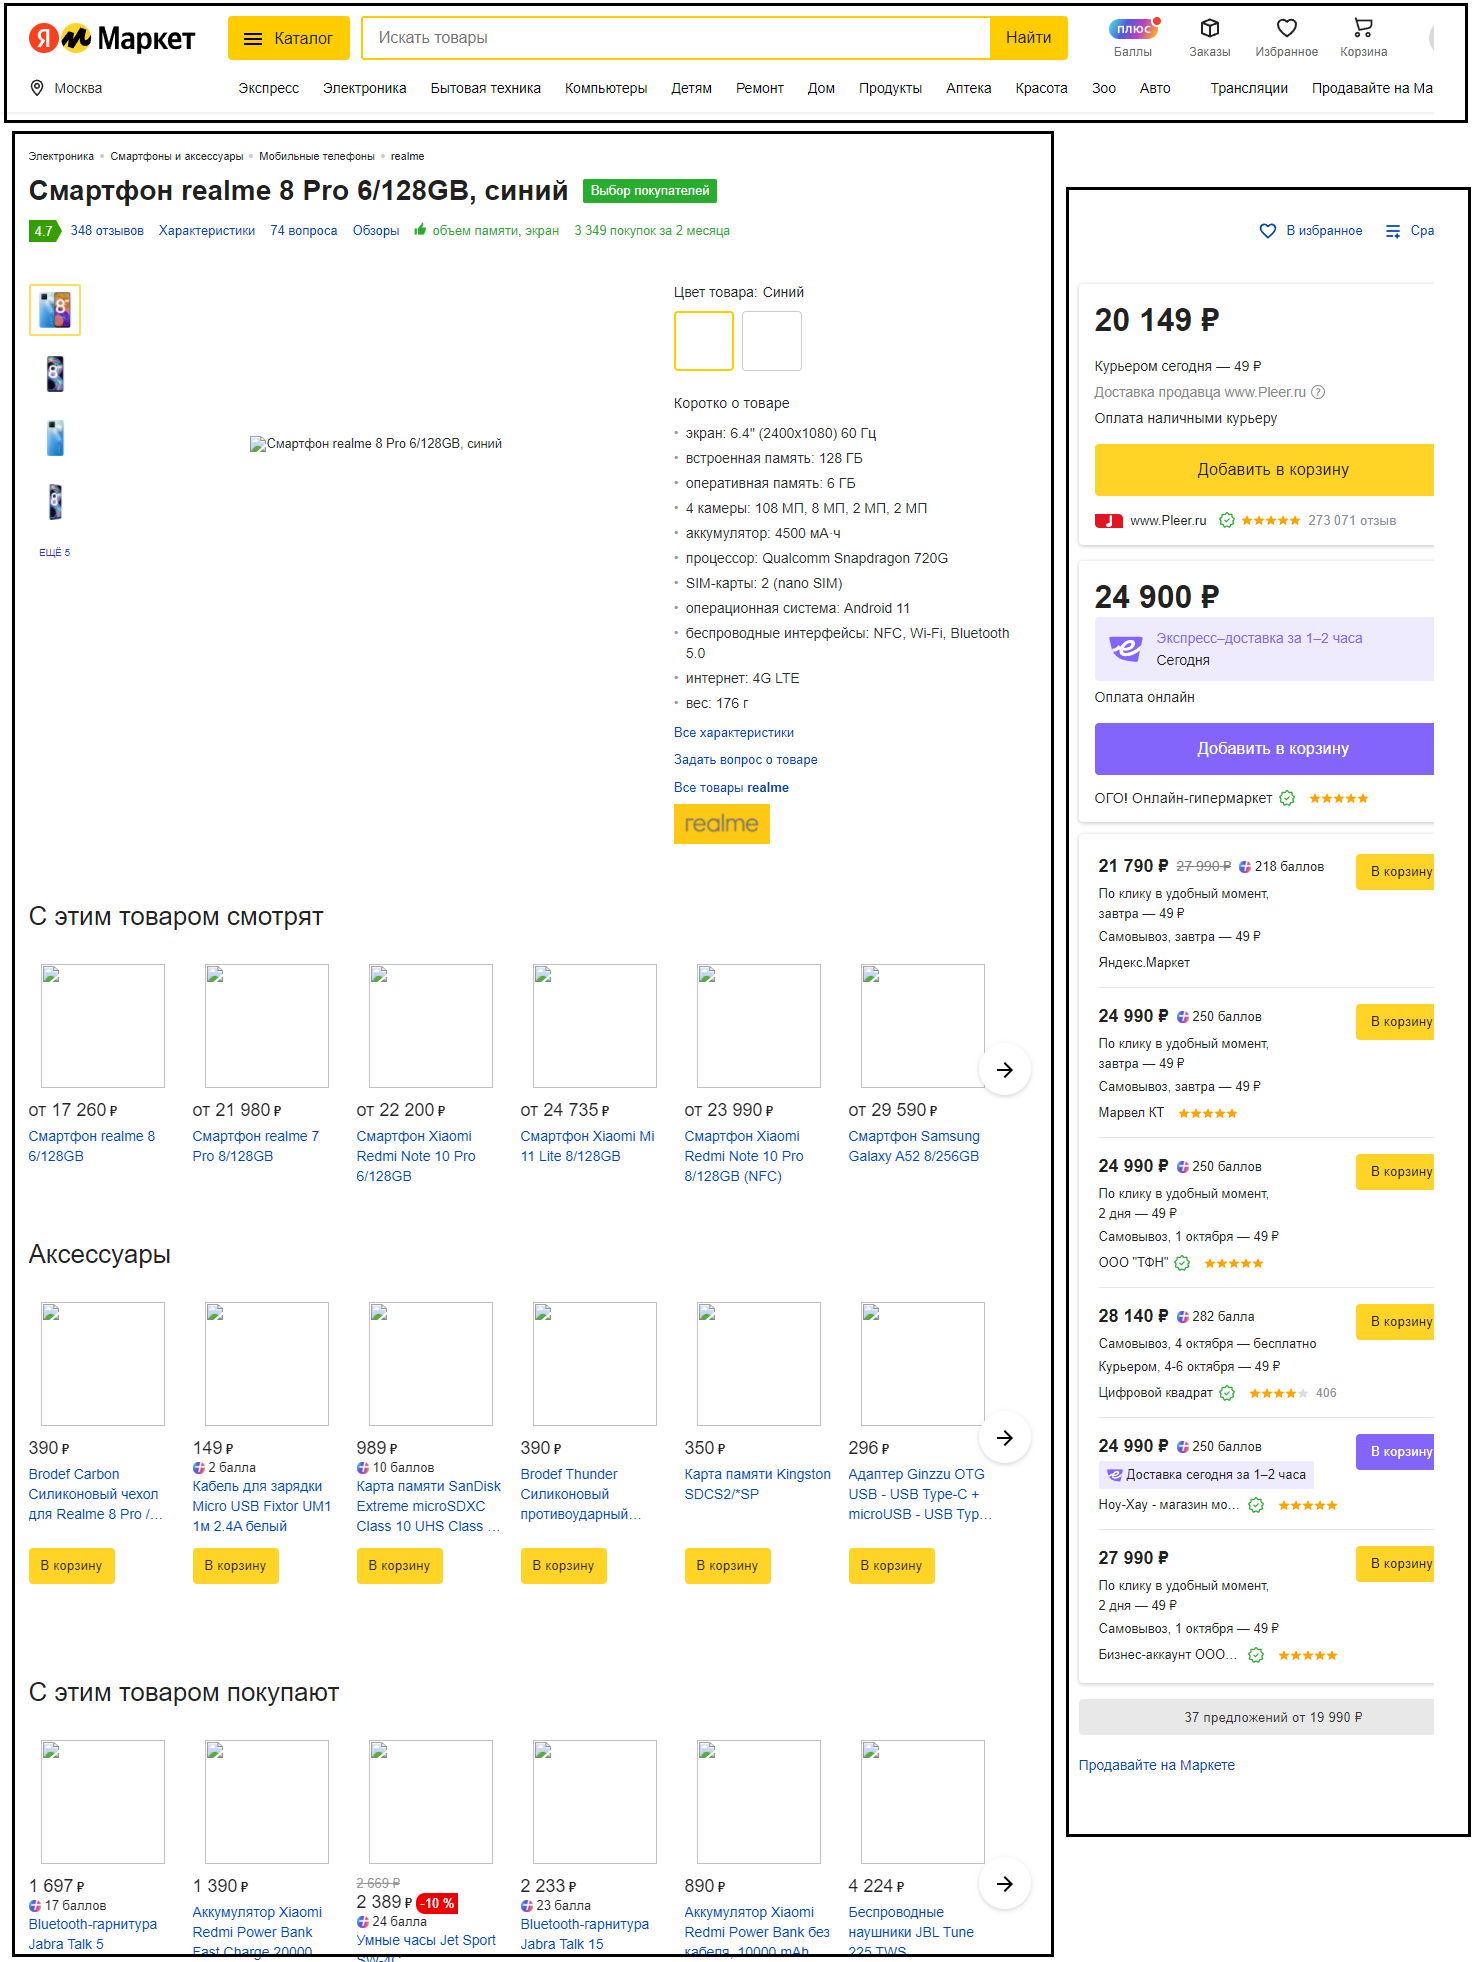 Я м Маркет
Каталог
Искать товары
Найти
плюс
Баллы
Заказы
Избранное
Корзина
Москва
Экспресс
Электроника
Бытовая техника
Компьютеры
Детям
Ремонт
Дом
Продукты
Аптека
Красота
Зоо
Авто
Трансляции
Продавайте на Ма
Электроника • Смартфоны и аксессуары • Мобильные телефоны • realme
Смартфон realme 8 Pro 6/128GB, синий
Выбор покупателей
4.7
348 отзывов
Характеристики
74 вопроса
Обзоры
объем памяти, экран
3 349 покупок за 2 месяца
ЕЩЁ 5
Смартфон realme 8 Pro 6/128GB, синий
Цвет товара: Синий
Коротко о товаре
• экран: 6.4" (2400x1080) 60 Гц
• встроенная память: 128 ГБ
• оперативная память: 6 ГБ
• 4 камеры: 108 МП, 8 МП, 2 МП, 2 МП
• аккумулятор: 4500 мА·ч
• процессор: Qualcomm Snapdragon 720G
• SIM-карты: 2 (nano SIM)
• операционная система: Android 11
• беспроводные интерфейсы: NFC, Wi-Fi, Bluetooth
5.0
• интернет: 4G LTE
• вес: 176 г
Все характеристики
Задать вопрос о товаре
Все товары realme
realme
С этим товаром смотрят
от 17 260 ₽
Смартфон realme 8
6/128GB
от 21 980 ₽
Смартфон realme 7
Pro 8/128GB
от 22 200 ₽
Смартфон Xiaomi
Redmi Note 10 Pro
6/128GB
от 24 735 ₽
Смартфон Xiaomi Mi
11 Lite 8/128GB
от 23 990 ₽
Смартфон Xiaomi
Redmi Note 10 Pro
8/128GB (NFC)
от 29 590 ₽
Смартфон Samsung
Galaxy A52 8/256GB
Аксессуары
390 ₽
Brodef Carbon
Силиконовый чехол
для Realme 8 Pro /...
В корзину
149 ₽
2 балла
Кабель для зарядки
Micro USB Fixtor UM1
1м 2.4A белый
В корзину
989 ₽
10 баллов
Карта памяти SanDisk
Extreme microSDXC
Class 10 UHS Class ...
В корзину
390 ₽
Brodef Thunder
Силиконовый
противоударный...
В корзину
350 ₽
Карта памяти Kingston
SDCS2/*SP
В корзину
296 ₽
Адаптер Ginzzu OTG
USB - USB Type-C +
microUSB - USB Typ...
В корзину
С этим товаром покупают
1 697 ₽
17 баллов
Bluetooth-гарнитура
Jabra Talk 5
1 390 ₽
Аккумулятор Xiaomi
Redmi Power Bank
Fast Charge 20000
2 669 ₽
2 389 ₽ -10 %
24 балла
Умные часы Jet Sport
SW-4C
2 233 ₽
23 балла
Bluetooth-гарнитура
Jabra Talk 15
890 ₽
Аккумулятор Xiaomi
Redmi Power Bank без
кабеля, 10000 mAh
4 224 ₽
Беспроводные
наушники JBL Tune
225 TWS
В избранное
Сра
20 149 ₽
Курьером сегодня — 49 ₽
Доставка продавца www.Pleer.ru ?
Оплата наличными курьеру
Добавить в корзину
www.Pleer.ru
273 071 отзыв
24 900 ₽
Экспресс–доставка за 1–2 часа
Сегодня
Оплата онлайн
Добавить в корзину
ОГО! Онлайн-гипермаркет
21 790 ₽ 27 990 ₽ 218 баллов
В корзину
По клику в удобный момент,
завтра — 49 ₽
Самовывоз, завтра — 49 ₽
Яндекс.Маркет
24 990 ₽ 250 баллов
В корзину
По клику в удобный момент,
завтра — 49 ₽
Самовывоз, завтра — 49 ₽
Марвел КТ
24 990 ₽ 250 баллов
В корзину
По клику в удобный момент,
2 дня — 49 ₽
Самовывоз, 1 октября — 49 ₽
ООО "ТФН"
28 140 ₽ 282 балла
В корзину
Самовывоз, 4 октября — бесплатно
Курьером, 4-6 октября — 49 ₽
Цифровой квадрат
406
24 990 ₽ 250 баллов
В корзину
Доставка сегодня за 1–2 часа
Ноу-Хау - магазин мо...
27 990 ₽
В корзину
По клику в удобный момент,
2 дня — 49 ₽
Самовывоз, 1 октября — 49 ₽
Бизнес-аккаунт ООО...
37 предложений от 19 990 ₽
Продавайте на Маркете